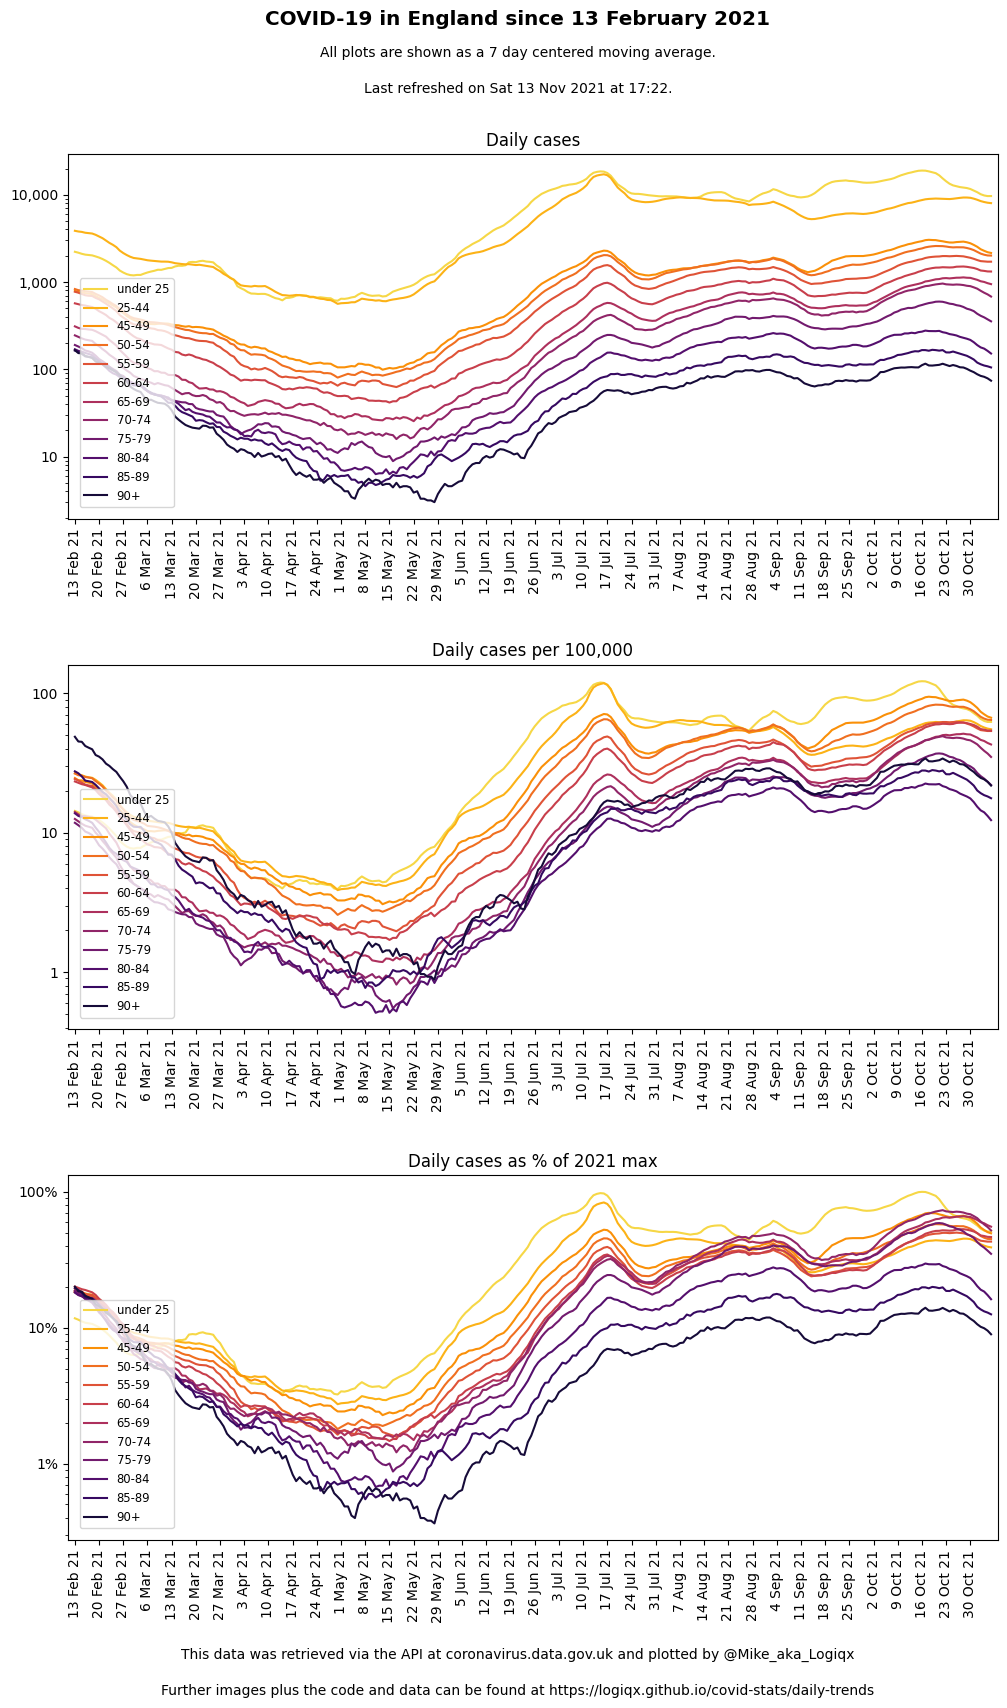 COVID-19 in England since 13 February 2021
All plots are shown as a 7 day centered moving average.
Last refreshed on Sat 13 Nov 2021 at 17:22.
Daily cases
10,000
1,000
100
10
under 25
25-44
45-49
50-54
55-59
60-64
65-69
70-74
75-79
80-84
85-89
90+
13 Feb 21
20 Feb 21
27 Feb 21
6 Mar 21
13 Mar 21
20 Mar 21
27 Mar 21
3 Apr 21
10 Apr 21
17 Apr 21
24 Apr 21
1 May 21
8 May 21
15 May 21
22 May 21
29 May 21
5 Jun 21
12 Jun 21
19 Jun 21
26 Jun 21
3 Jul 21
10 Jul 21
17 Jul 21
24 Jul 21
31 Jul 21
7 Aug 21
14 Aug 21
21 Aug 21
28 Aug 21
4 Sep 21
11 Sep 21
18 Sep 21
25 Sep 21
2 Oct 21
9 Oct 21
16 Oct 21
23 Oct 21
30 Oct 21
Daily cases per 100,000
100
10
1
under 25
25-44
45-49
50-54
55-59
60-64
65-69
70-74
75-79
80-84
85-89
90+
13 Feb 21
20 Feb 21
27 Feb 21
6 Mar 21
13 Mar 21
20 Mar 21
27 Mar 21
3 Apr 21
10 Apr 21
17 Apr 21
24 Apr 21
1 May 21
8 May 21
15 May 21
22 May 21
29 May 21
5 Jun 21
12 Jun 21
19 Jun 21
26 Jun 21
3 Jul 21
10 Jul 21
17 Jul 21
24 Jul 21
31 Jul 21
7 Aug 21
14 Aug 21
21 Aug 21
28 Aug 21
4 Sep 21
11 Sep 21
18 Sep 21
25 Sep 21
2 Oct 21
9 Oct 21
16 Oct 21
23 Oct 21
30 Oct 21
Daily cases as % of 2021 max
100%
10%
1%
under 25
25-44
45-49
50-54
55-59
60-64
65-69
70-74
75-79
80-84
85-89
90+
13 Feb 21
20 Feb 21
27 Feb 21
6 Mar 21
13 Mar 21
20 Mar 21
27 Mar 21
3 Apr 21
10 Apr 21
17 Apr 21
24 Apr 21
1 May 21
8 May 21
15 May 21
22 May 21
29 May 21
5 Jun 21
12 Jun 21
19 Jun 21
26 Jun 21
3 Jul 21
10 Jul 21
17 Jul 21
24 Jul 21
31 Jul 21
7 Aug 21
14 Aug 21
21 Aug 21
28 Aug 21
4 Sep 21
11 Sep 21
18 Sep 21
25 Sep 21
2 Oct 21
9 Oct 21
16 Oct 21
23 Oct 21
30 Oct 21
This data was retrieved via the API at coronavirus.data.gov.uk and plotted by @Mike_aka_Logiqx
Further images plus the code and data can be found at https://logiqx.github.io/covid-stats/daily-trends